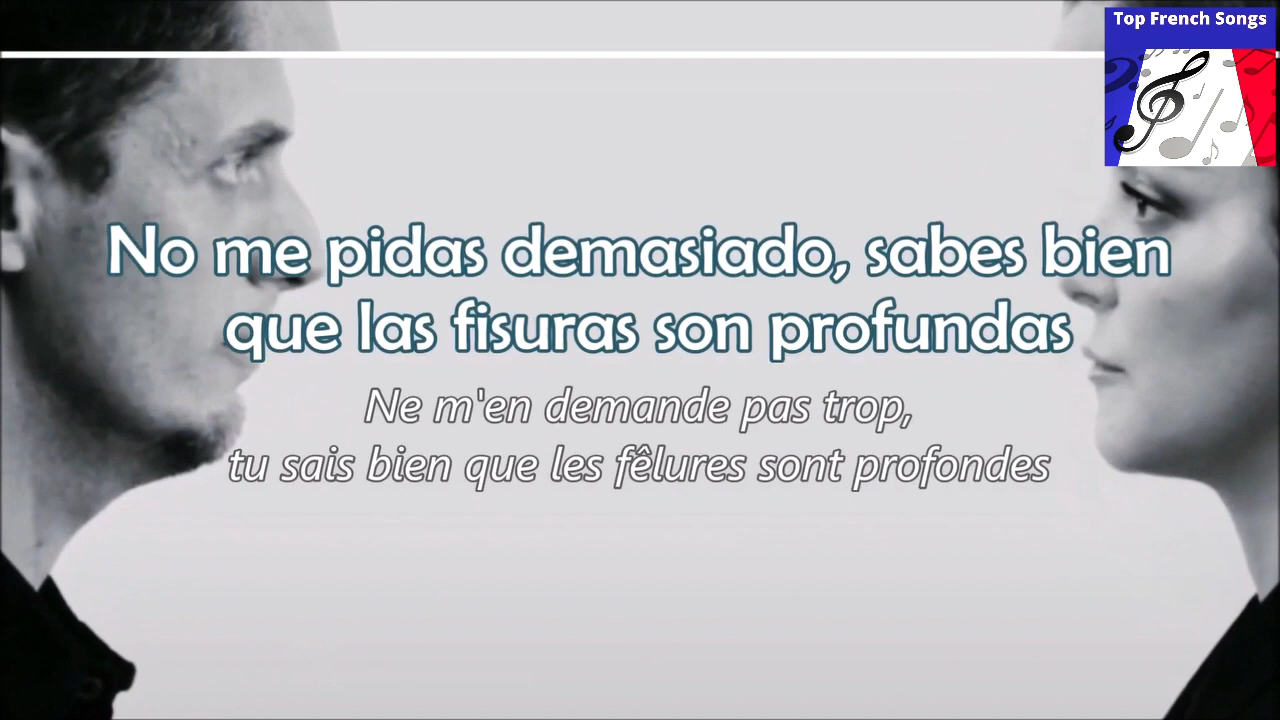 Top French Songs
No me pidas demasiado, sabes bien
que las fisuras son profundas
Ne m'en demande pas trop,
tu sais bien que les fêlures sont profondes